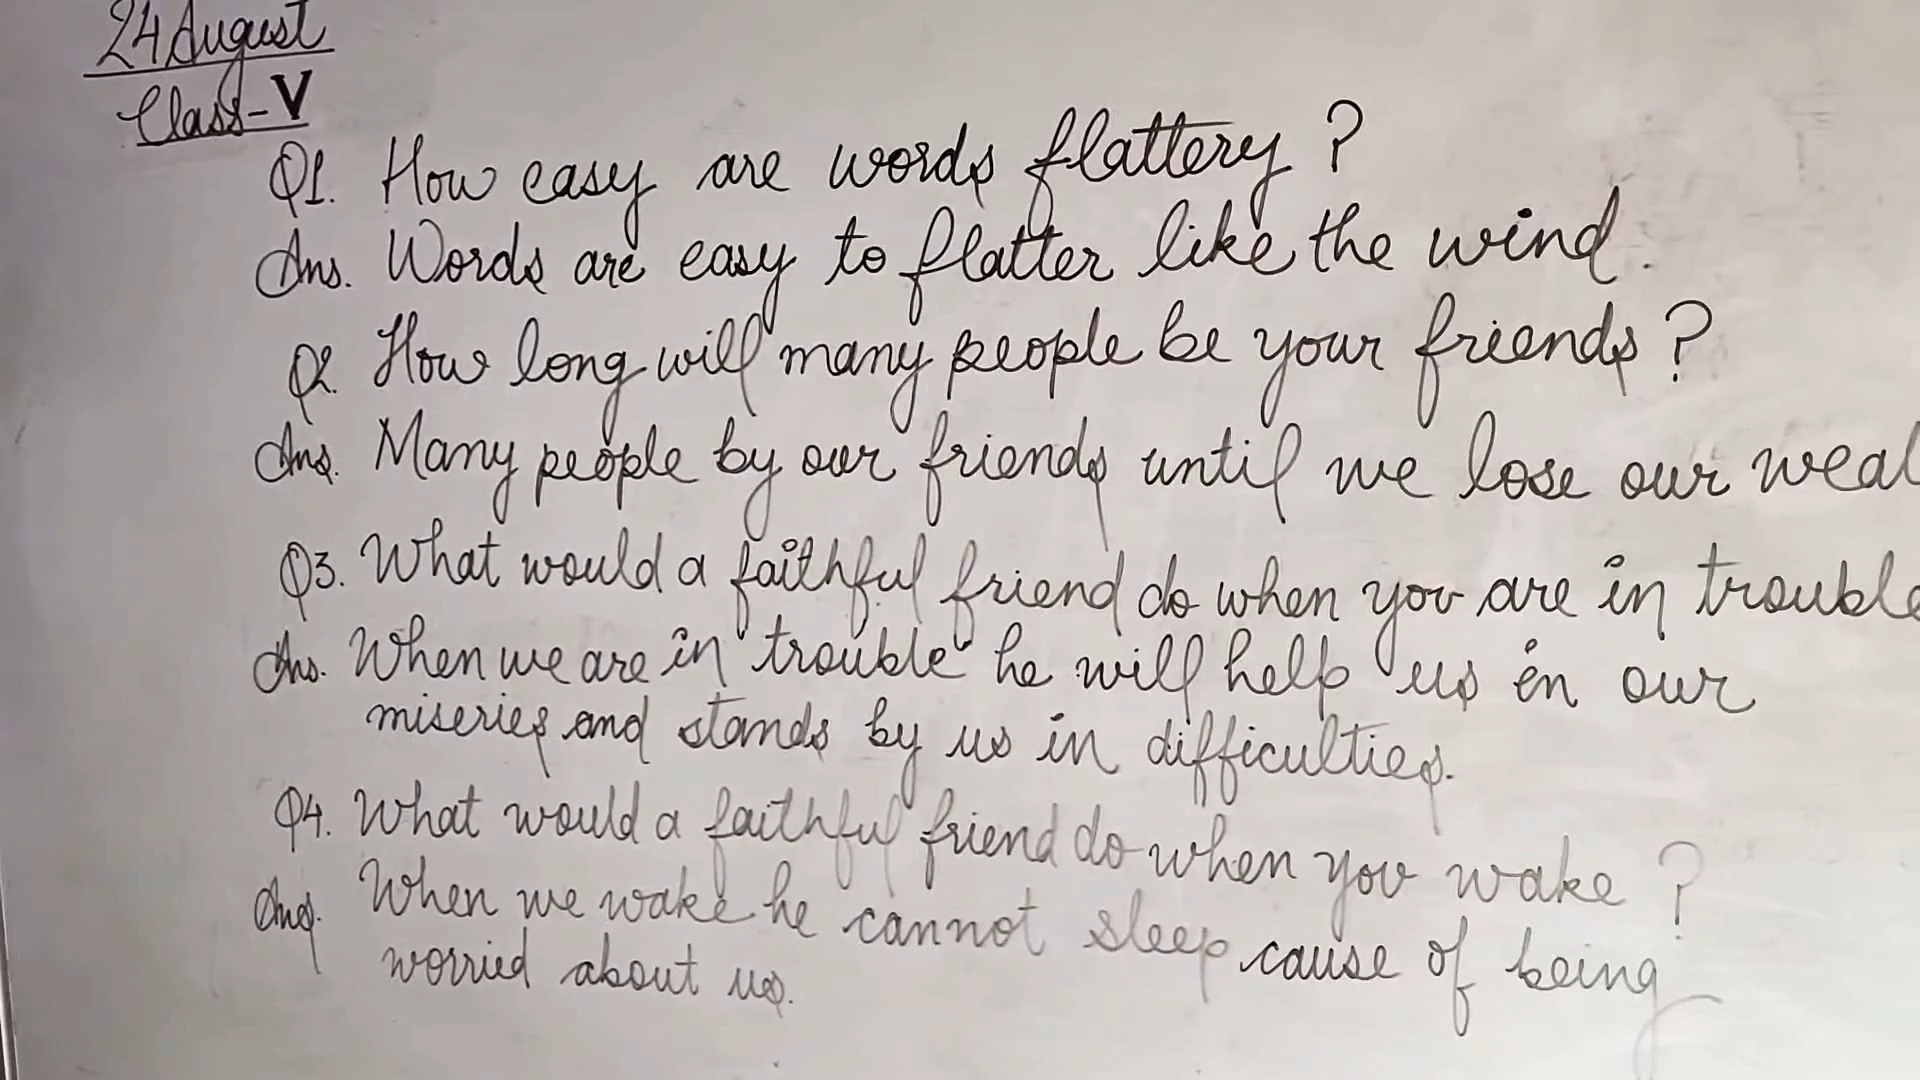 24 August
Class-V
Q1. How easy are words flattery ?
Ans. Words are easy to flatter like the wind.
Q2. How long will many people be your friends ?
Ans. Many people by our friends until we lose our weal
Q3. What would a faithful friend do when you are in trouble
Ans. When we are in trouble he will help us in our
miseries and stands by us in difficulties.
Q4. What would a faithful friend do when you wake ?
Ans. When we wake he cannot sleep cause of being
worried about us.